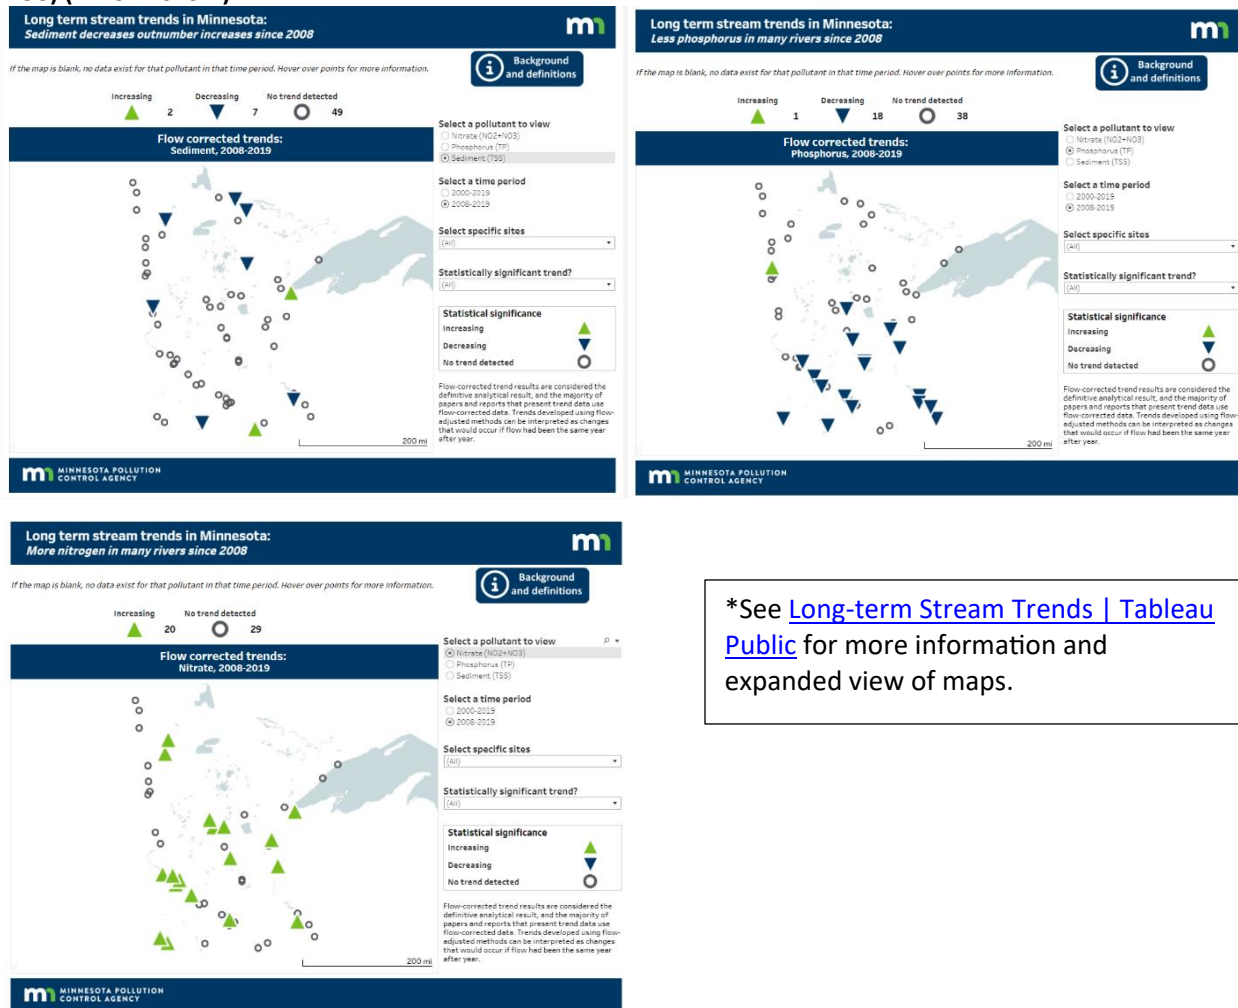 Long term stream trends in Minnesota:
Sediment decreases outnumber increases since 2008
If the map is blank, no data exist for that pollutant in that time period. Hover over points for more information.
Background
and definitions
Increasing
2
Decreasing
7
No trend detected
49
Flow corrected trends:
Sediment, 2008-2019
Select a pollutant to view
Nitrate (NO2+NO3)
Phosphorus (TP)
Sediment (TSS)
Select a time period
2000-2019
2008-2019
Select specific sites
(All)
Statistically significant trend?
(All)
Statistical significance
Increasing
Decreasing
No trend detected
Flow-corrected trend results are considered the
definitive analytical result, and the majority of
papers and reports that present trend data use
flow-corrected data. Trends developed using flow-
adjusted methods can be interpreted as changes
that would occur if flow had been the same year
after year.
200 mi
MINNESOTA POLLUTION
CONTROL AGENCY
Long term stream trends in Minnesota:
Less phosphorus in many rivers since 2008
If the map is blank, no data exist for that pollutant in that time period. Hover over points for more information.
Background
and definitions
Increasing
1
Decreasing
18
No trend detected
38
Flow corrected trends:
Phosphorus, 2008-2019
Select a pollutant to view
Nitrate (NO2+NO3)
Phosphorus (TP)
Sediment (TSS)
Select a time period
2000-2019
2008-2019
Select specific sites
(All)
Statistically significant trend?
(All)
Statistical significance
Increasing
Decreasing
No trend detected
Flow-corrected trend results are considered the
definitive analytical result, and the majority of
papers and reports that present trend data use
flow-corrected data. Trends developed using flow-
adjusted methods can be interpreted as changes
that would occur if flow had been the same year
after year.
200 mi
MINNESOTA POLLUTION
CONTROL AGENCY
Long term stream trends in Minnesota:
More nitrogen in many rivers since 2008
If the map is blank, no data exist for that pollutant in that time period. Hover over points for more information.
Background
and definitions
Increasing
20
No trend detected
29
Flow corrected trends:
Nitrate, 2008-2019
Select a pollutant to view
Nitrate (NO2+NO3)
Phosphorus (TP)
Sediment (TSS)
Select a time period
2000-2019
2008-2019
Select specific sites
(All)
Statistically significant trend?
(All)
Statistical significance
Increasing
Decreasing
No trend detected
Flow-corrected trend results are considered the
definitive analytical result, and the majority of
papers and reports that present trend data use
flow-corrected data. Trends developed using flow-
adjusted methods can be interpreted as changes
that would occur if flow had been the same year
after year.
200 mi
MINNESOTA POLLUTION
CONTROL AGENCY
*See Long-term Stream Trends | Tableau
Public for more information and
expanded view of maps.